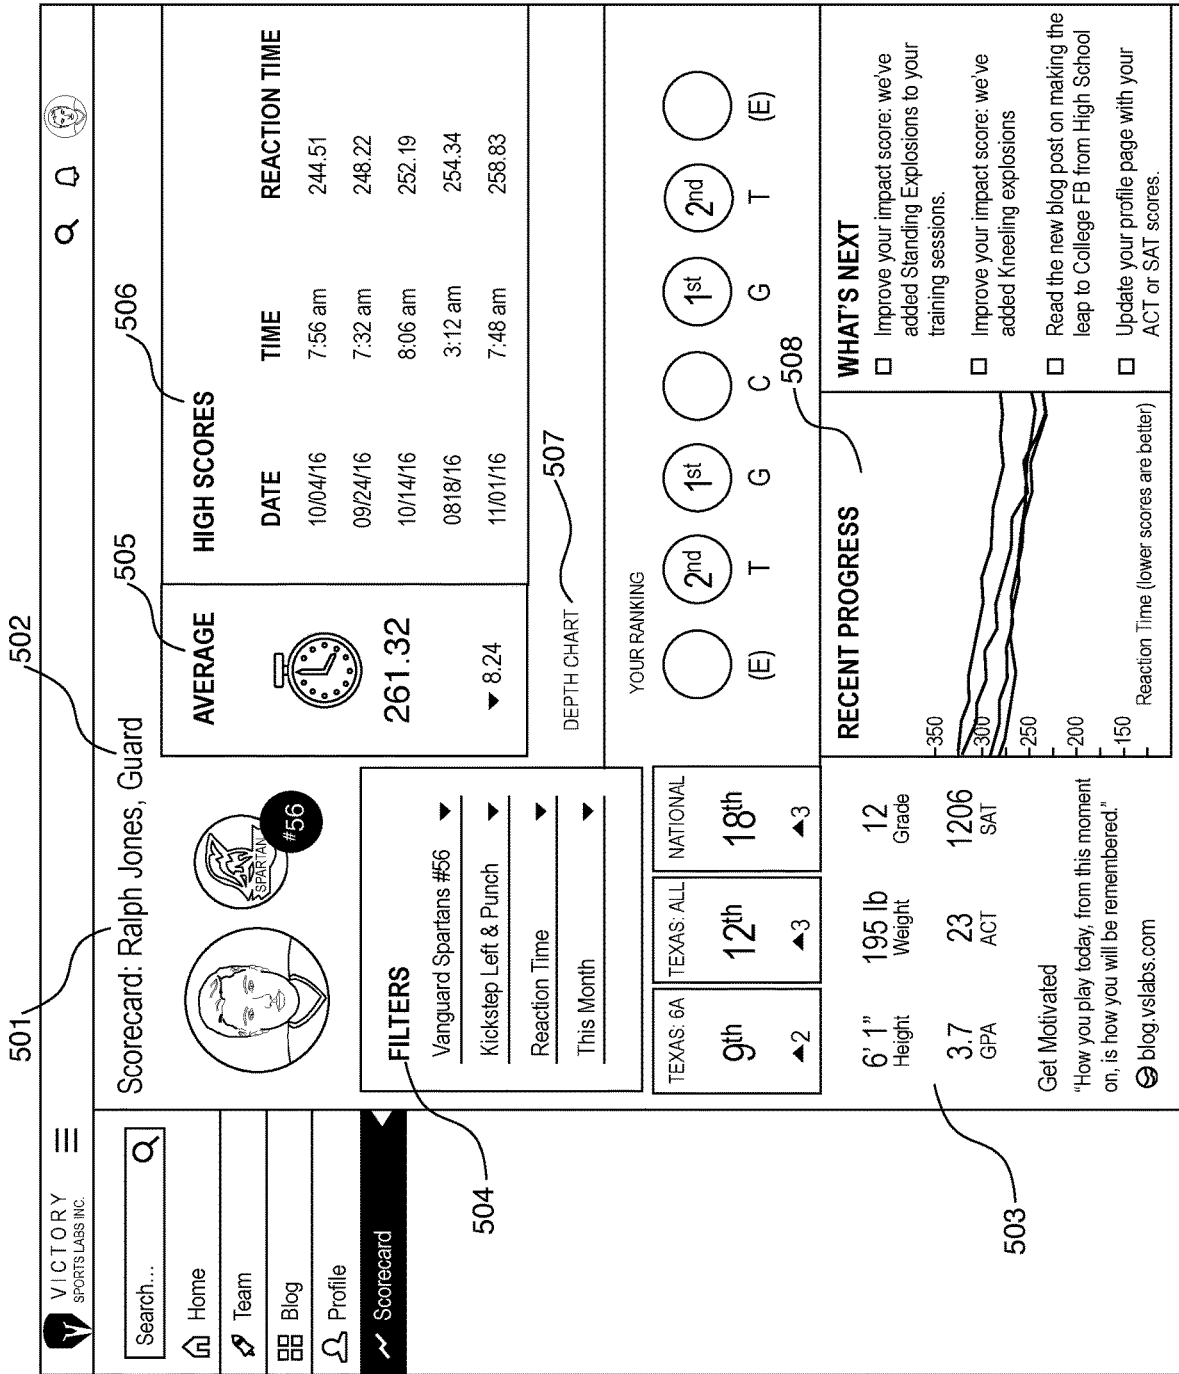 501
502
VICTORY
SPORTS LABS INC.
Search...
Home
Team
Blog
Profile
Scorecard
Scorecard: Ralph Jones, Guard
SPARTAN
#56
504
FILTERS
Vanguard Spartans #56
Kickstep Left & Punch
Reaction Time
This Month
505
AVERAGE
261.32
▼ 8.24
506
HIGH SCORES
DATE TIME REACTION TIME
10/04/16 7:56 am 244.51
09/24/16 7:32 am 248.22
10/14/16 8:06 am 252.19
0818/16 3:12 am 254.34
11/01/16 7:48 am 258.83
DEPTH CHART
507
YOUR RANKING
2nd 1st 1st 2nd
(E) T G C G T (E)
TEXAS: 6A
9th
▲2
TEXAS: ALL
12th
▲3
NATIONAL
18th
▲3
6' 1" 195 lb 12
Height Weight Grade
3.7 23 1206
GPA ACT SAT
503
Get Motivated
“How you play today, from this moment
on, is how you will be remembered.”
blog.vslabs.com
508
RECENT PROGRESS
350
300
250
200
150
Reaction Time (lower scores are better)
WHAT'S NEXT
Improve your impact score: we've
added Standing Explosions to your
training sessions.
Improve your impact score: we've
added Kneeling explosions
Read the new blog post on making the
leap to College FB from High School
Update your profile page with your
ACT or SAT scores.